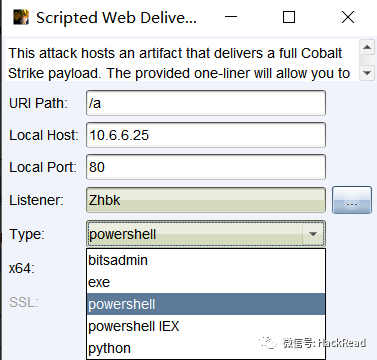 Scripted Web Delive...
This attack hosts an artifact that delivers a full Cobalt
Strike payload. The provided one-liner will allow you to
URI Path: /a
Local Host: 10.6.6.25
Local Port: 80
Listener: Zhbk ...
Type: powershell
bitsadmin
x64: exe
powershell
SSL: powershell IEX
python
微信号: HackRead